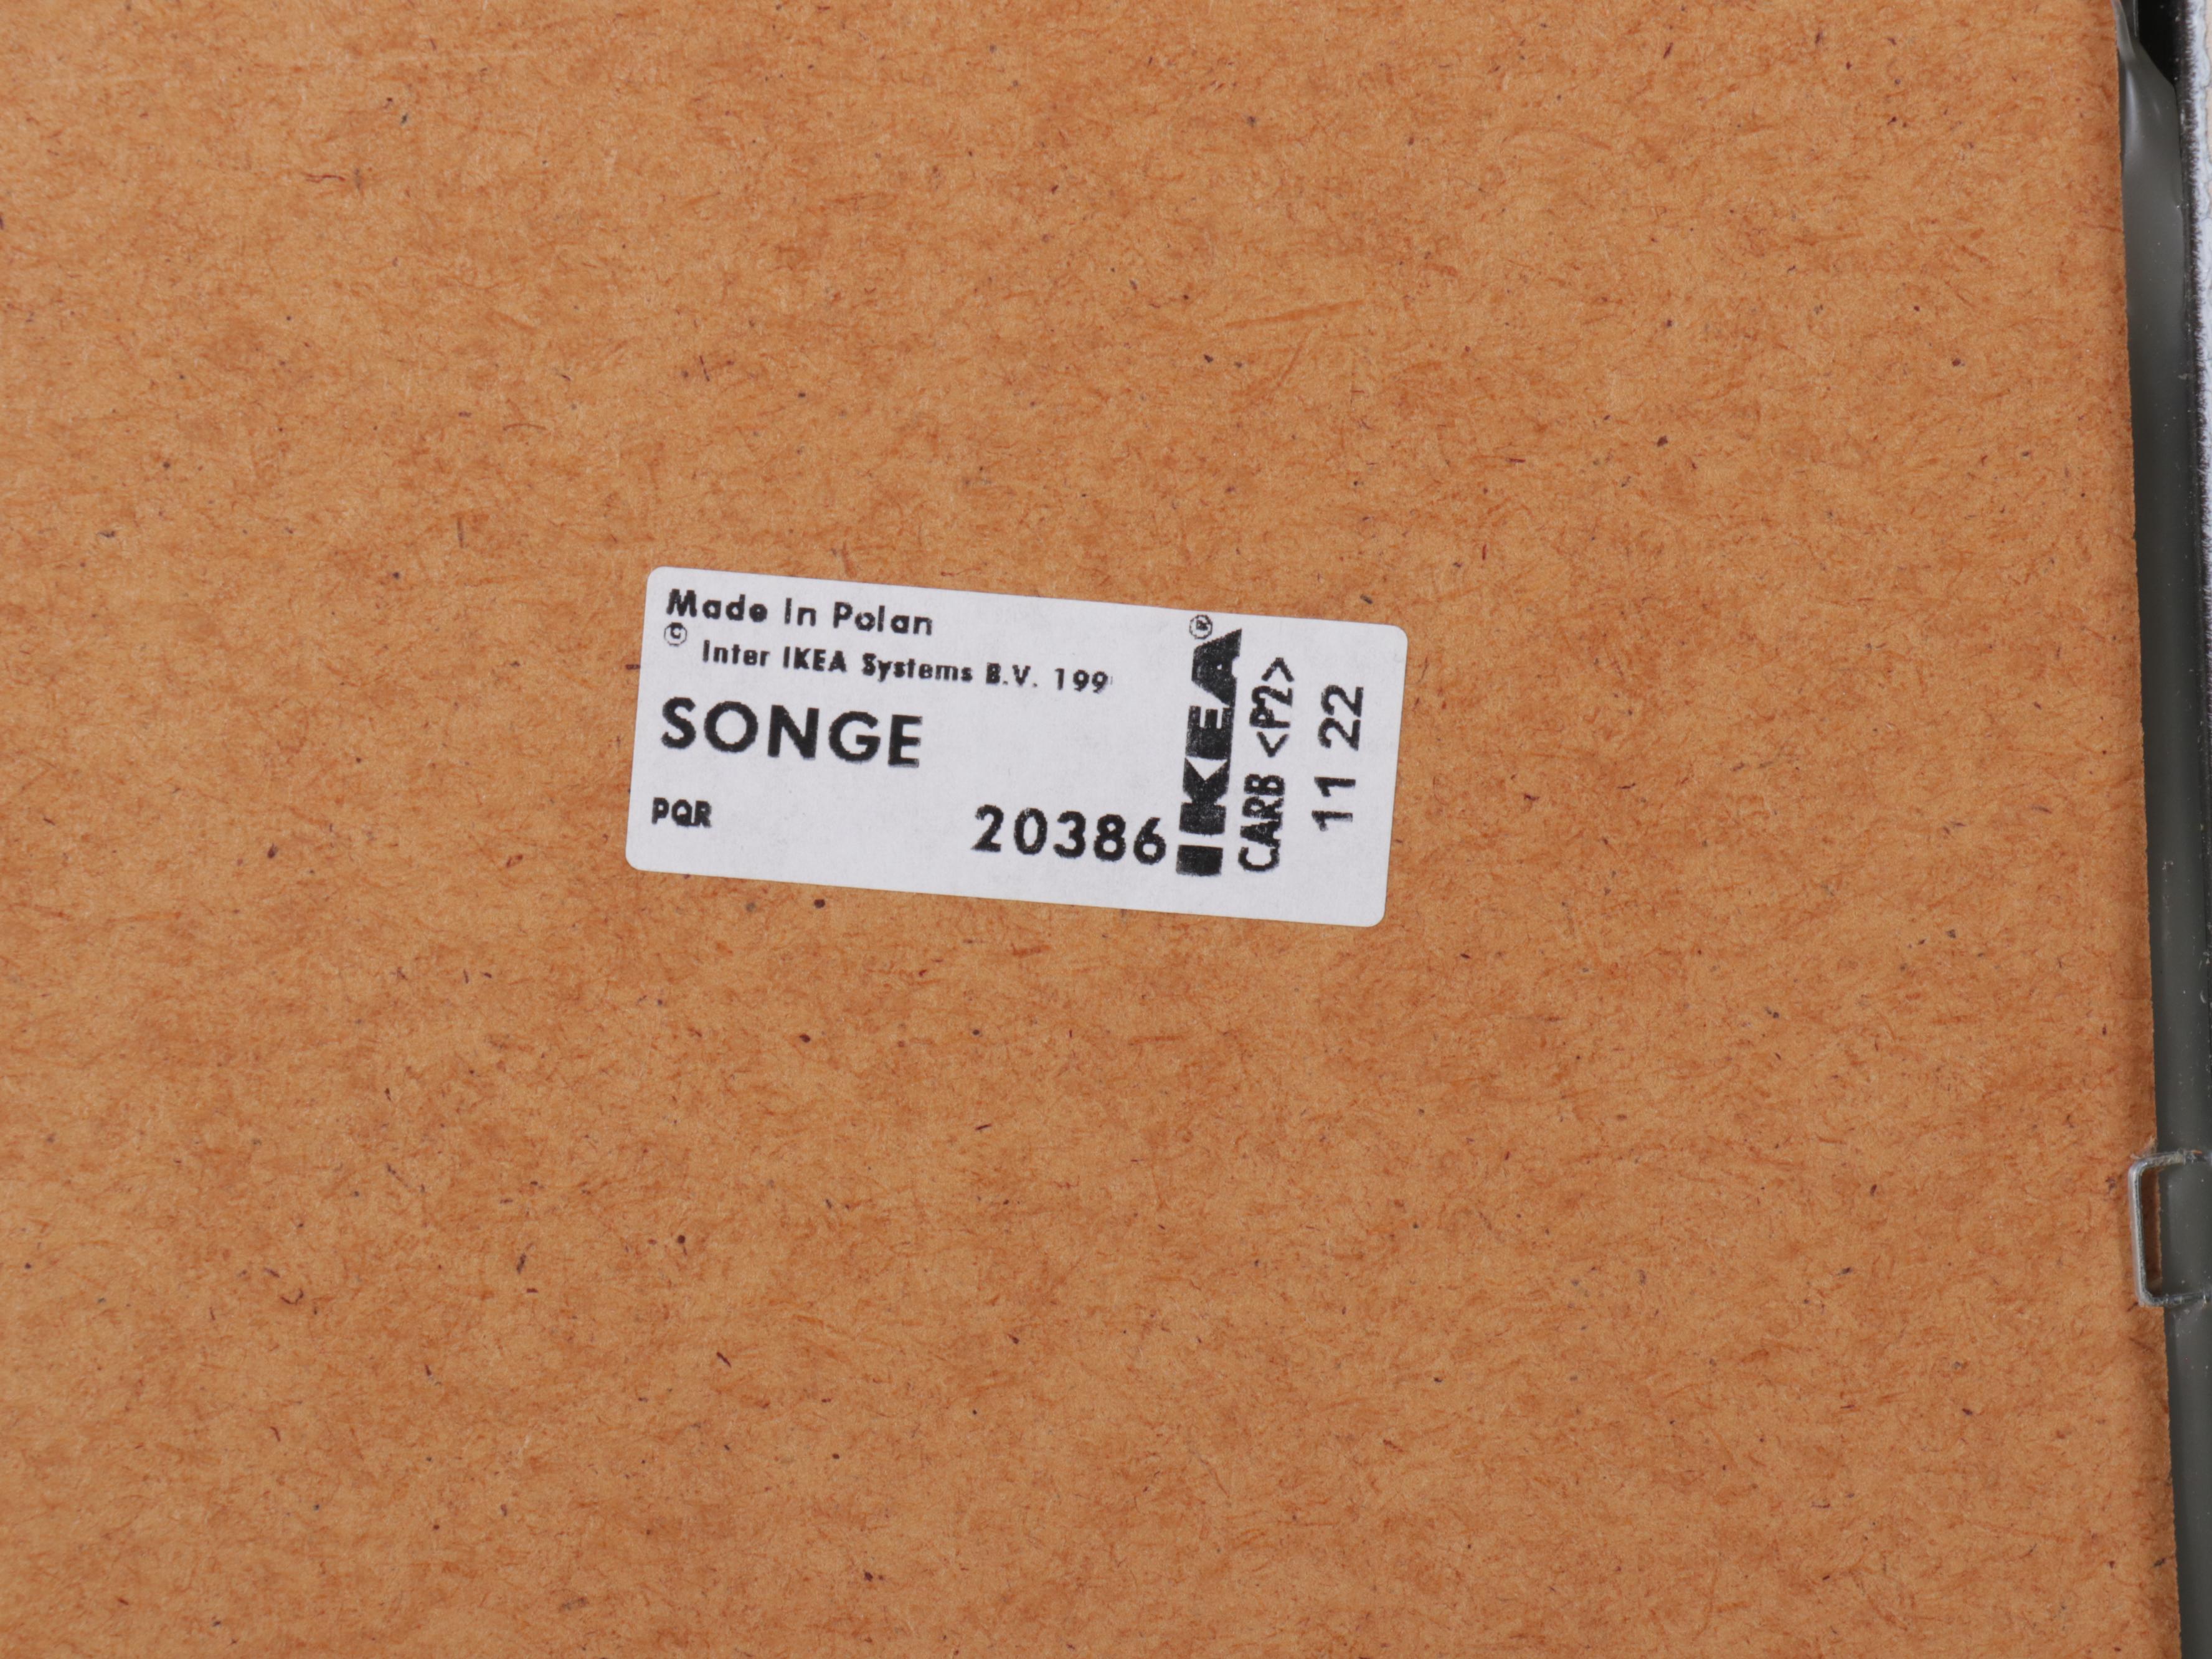 Made In Polan
© Inter IKEA Systems B.V. 199
SONGE
PQR 20386
IKEA®
CARB <P2>
11 22